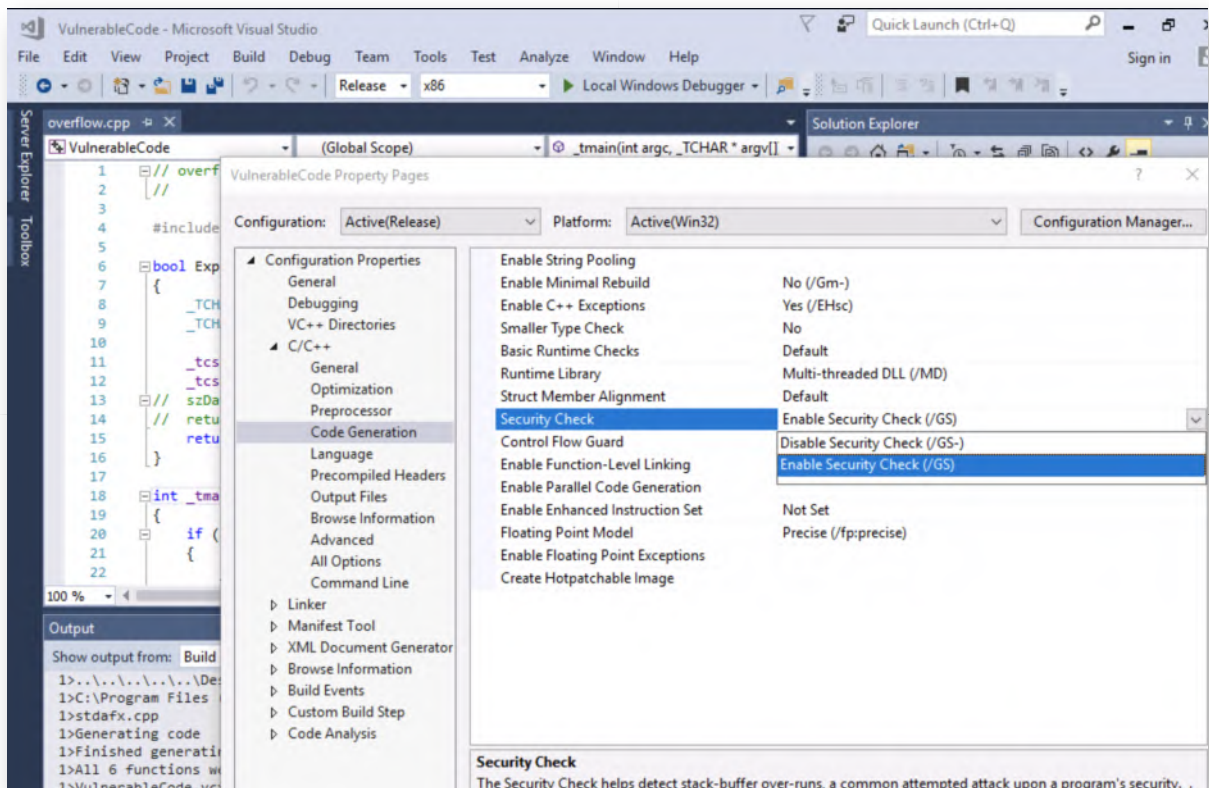 VulnerableCode - Microsoft Visual Studio
Quick Launch (Ctrl+Q)
File Edit View Project Build Debug Team Tools Test Analyze Window Help
Sign in
Release x86 Local Windows Debugger
Server Explorer
Toolbox
overflow.cpp
Solution Explorer
VulnerableCode (Global Scope) _tmain(int argc, _TCHAR * argv[]
1 // overf
2 //
3
4 #include
5
6 bool Exp
7 {
8 _TCH
9 _TCH
10
11 _tcs
12 _tcs
13 // szDa
14 // retu
15 retu
16 }
17
18 int _tma
19 {
20 if (
21 {
22
100 %
VulnerableCode Property Pages
? 
Configuration: Active(Release) Platform: Active(Win32) Configuration Manager...
Configuration Properties
General
Debugging
VC++ Directories
C/C++
General
Optimization
Preprocessor
Code Generation
Language
Precompiled Headers
Output Files
Browse Information
Advanced
All Options
Command Line
Linker
Manifest Tool
XML Document Generator
Browse Information
Build Events
Custom Build Step
Code Analysis
Enable String Pooling
Enable Minimal Rebuild No (/Gm-)
Enable C++ Exceptions Yes (/EHsc)
Smaller Type Check No
Basic Runtime Checks Default
Runtime Library Multi-threaded DLL (/MD)
Struct Member Alignment Default
Security Check Enable Security Check (/GS)
Control Flow Guard Disable Security Check (/GS-)
Enable Function-Level Linking Enable Security Check (/GS)
Enable Parallel Code Generation
Enable Enhanced Instruction Set Not Set
Floating Point Model Precise (/fp:precise)
Enable Floating Point Exceptions
Create Hotpatchable Image
Security Check
The Security Check helps detect stack-buffer over-runs, a common attempted attack upon a program's security.
Output
Show output from: Build
1>..\..\..\..\..\De
1>C:\Program Files
1>stdafx.cpp
1>Generating code
1>Finished generatin
1>All 6 functions we
1>VulnerableCode.vc